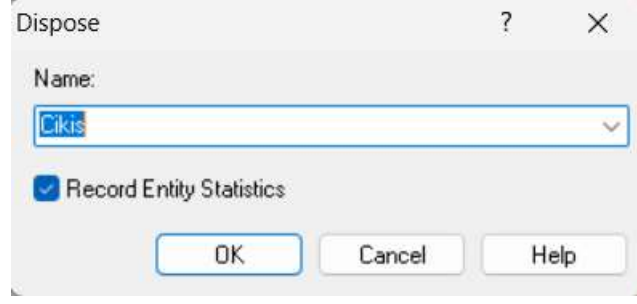 Dispose ?
Name:
Cikis
Record Entity Statistics
OK Cancel Help